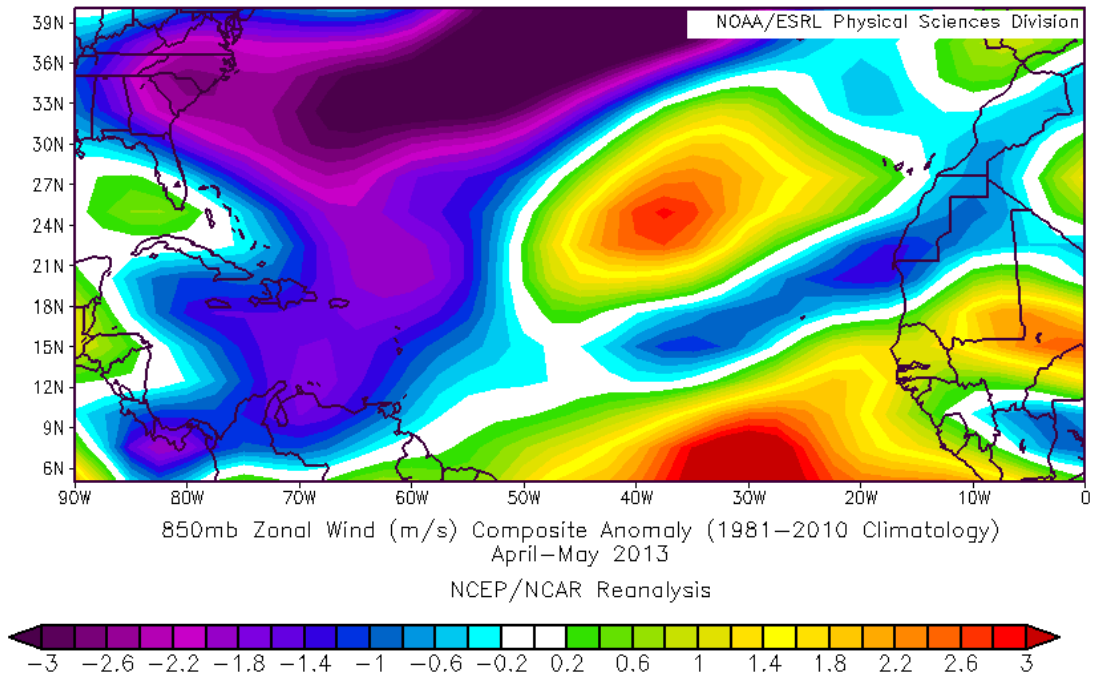 NOAA/ESRL Physical Sciences Division
39N
36N
33N
30N
27N
24N
21N
18N
15N
12N
9N
6N
90W 80W 70W 60W 50W 40W 30W 20W 10W 0
850mb Zonal Wind (m/s) Composite Anomaly (1981−2010 Climatology)
April−May 2013
NCEP/NCAR Reanalysis
−3 −2.6 −2.2 −1.8 −1.4 −1 −0.6 −0.2 0.2 0.6 1 1.4 1.8 2.2 2.6 3